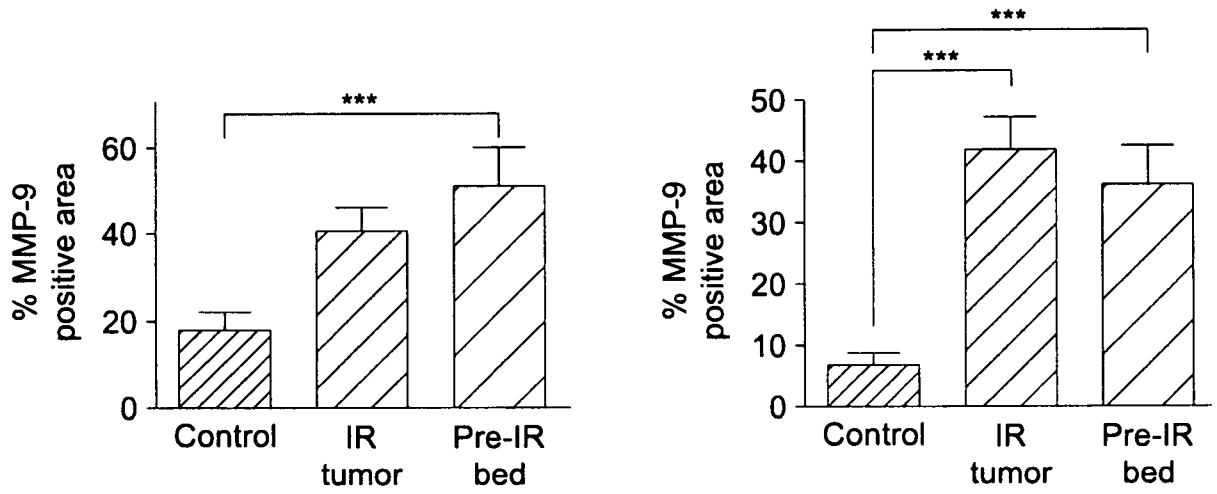 ***
% MMP-9
positive area
60
40
20
0
Control
IR
tumor
Pre-IR
bed
***
***
% MMP-9
positive area
50
40
30
20
10
0
Control
IR
tumor
Pre-IR
bed